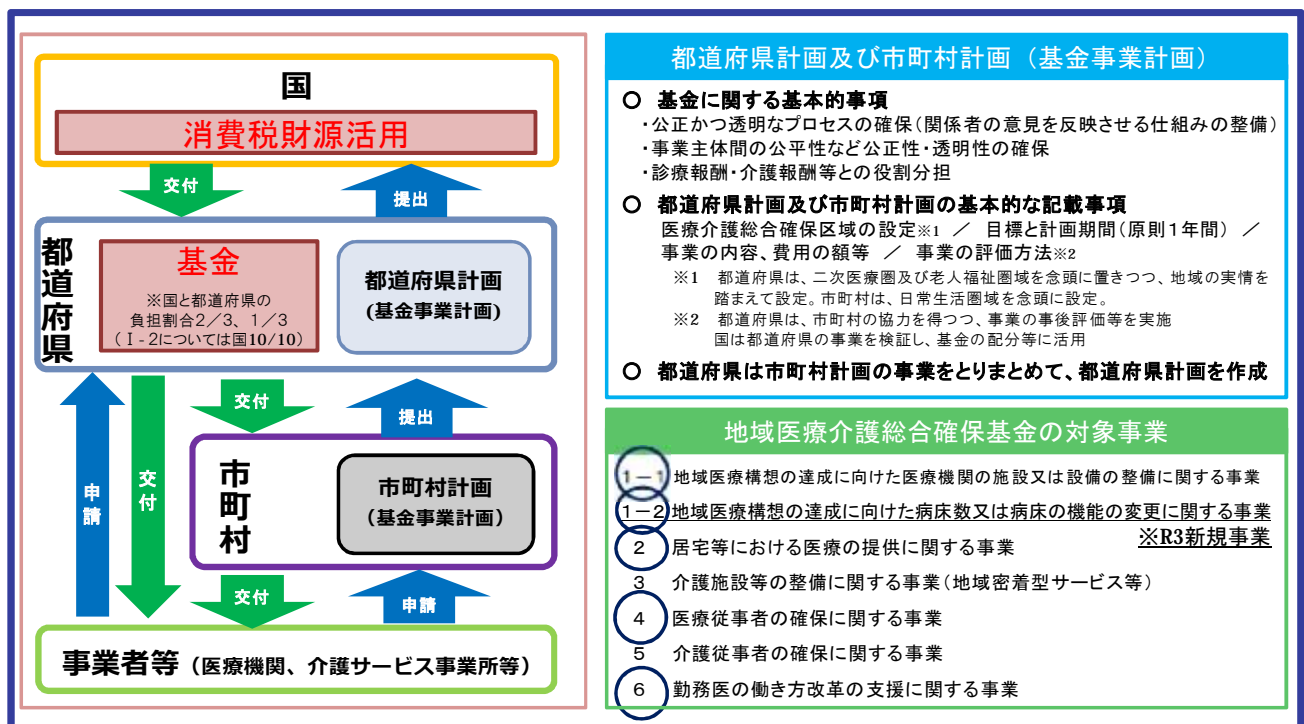 国
消費税財源活用
交付
提出
都道府県
基金
※国と都道府県の
負担割合2/3、1/3
(Ⅰ-2については国10/10)
都道府県計画
(基金事業計画)
交付
提出
申請
交付
市町村
市町村計画
(基金事業計画)
交付
申請
事業者等(医療機関、介護サービス事業所等)
都道府県計画及び市町村計画(基金事業計画)
○ 基金に関する基本的事項
・公正かつ透明なプロセスの確保(関係者の意見を反映させる仕組みの整備)
・事業主体間の公平性など公正性・透明性の確保
・診療報酬・介護報酬等との役割分担
○ 都道府県計画及び市町村計画の基本的な記載事項
医療介護総合確保区域の設定※1 / 目標と計画期間(原則1年間) /
事業の内容、費用の額等 / 事業の評価方法※2
※1 都道府県は、二次医療圏及び老人福祉圏域を念頭に置きつつ、地域の実情を
踏まえて設定。市町村は、日常生活圏域を念頭に設定。
※2 都道府県は、市町村の協力を得つつ、事業の事後評価等を実施
国は都道府県の事業を検証し、基金の配分等に活用
○ 都道府県は市町村計画の事業をとりまとめて、都道府県計画を作成
地域医療介護総合確保基金の対象事業
1-1 地域医療構想の達成に向けた医療機関の施設又は設備の整備に関する事業
1-2 地域医療構想の達成に向けた病床数又は病床の機能の変更に関する事業
※R3新規事業
2 居宅等における医療の提供に関する事業
3 介護施設等の整備に関する事業(地域密着型サービス等)
4 医療従事者の確保に関する事業
5 介護従事者の確保に関する事業
6 勤務医の働き方改革の支援に関する事業